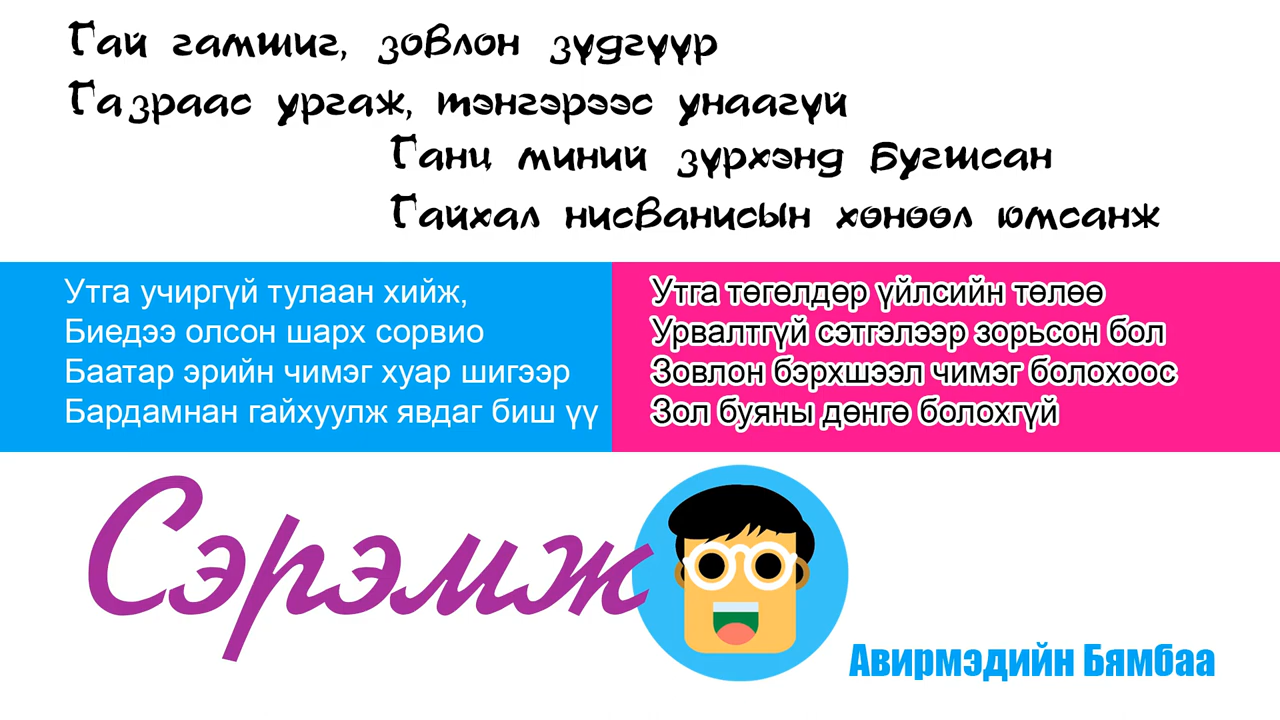 Гай гамшиг, зовлон зүдгүүр
Газраас ургаж, тэнгэрээс унаагүй
Ганц миний зүрхэнд бугшсан
Гайхал нисванисын хөнөөл юмсанж
Утга учиргүй тулаан хийж,
Биедээ олсон шарх сорвио
Баатар эрийн чимэг хуар шигээр
Бардамнан гайхуулж явдаг биш үү
Утга төгөлдөр үйлсийн төлөө
Урвалтгүй сэтгэлээр зорьсон бол
Зовлон бэрхшээл чимэг болохоос
Зол буяны дөнгө болохгүй
Сэрэмж
Авирмэдийн Бямбаа